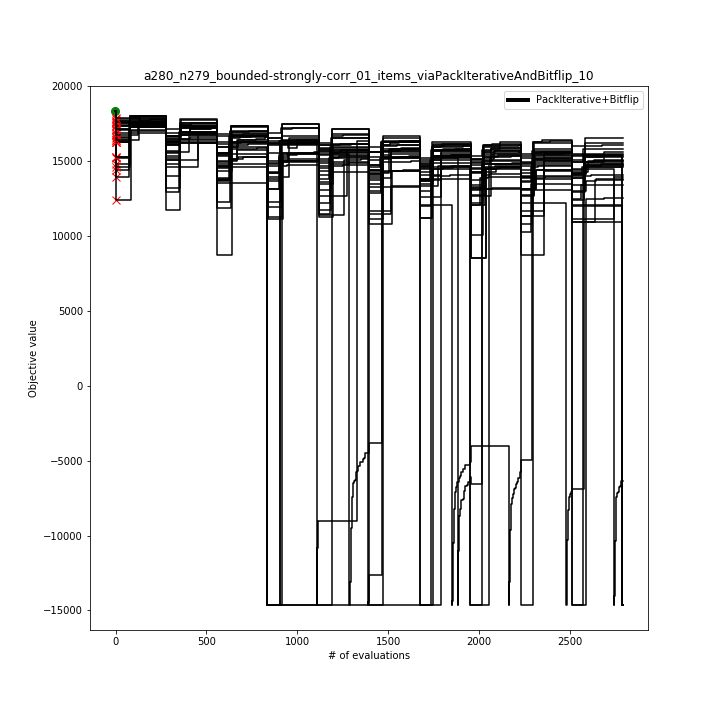 a280_n279_bounded-strongly-corr_01_items_viaPackIterativeAndBitflip_10
20000
PackIterative+Bitflip
15000
10000
5000
0
−5000
−10000
−15000
Objective value
0 500 1000 1500 2000 2500
# of evaluations